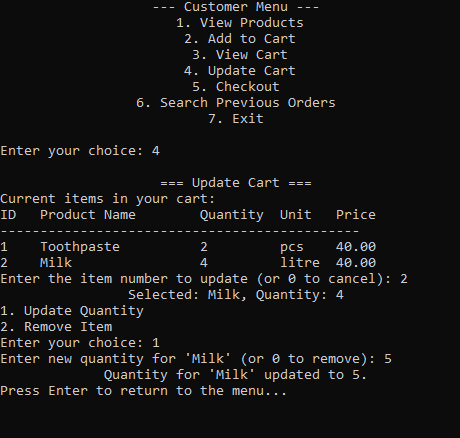 --- Customer Menu ---
1. View Products
2. Add to Cart
3. View Cart
4. Update Cart
5. Checkout
6. Search Previous Orders
7. Exit
Enter your choice: 4
=== Update Cart ===
Current items in your cart:
ID   Product Name        Quantity  Unit   Price
---------------------------------------------
1    Toothpaste          2         pcs    40.00
2    Milk                4         litre  40.00
Enter the item number to update (or 0 to cancel): 2
Selected: Milk, Quantity: 4
1. Update Quantity
2. Remove Item
Enter your choice: 1
Enter new quantity for 'Milk' (or 0 to remove): 5
Quantity for 'Milk' updated to 5.
Press Enter to return to the menu...